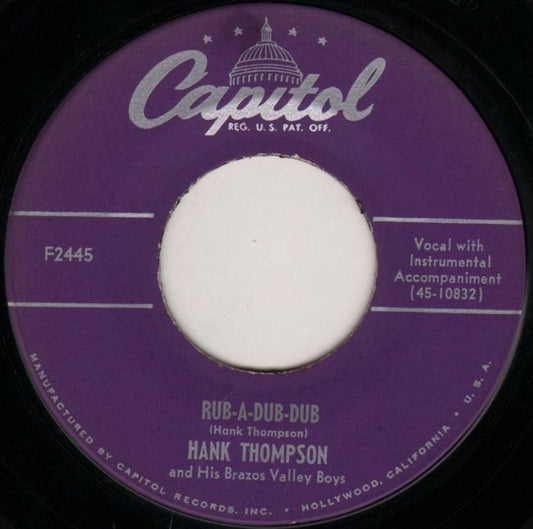 Capitol
REG. U. S. PAT. OFF.
F2445
Vocal with
Instrumental
Accompaniment
(45-10832)
RUB-A-DUB-DUB
(Hank Thompson)
HANK THOMPSON
and His Brazos Valley Boys
MANUFACTURED BY CAPITOL RECORDS, INC. • HOLLYWOOD, CALIFORNIA • U. S. A.